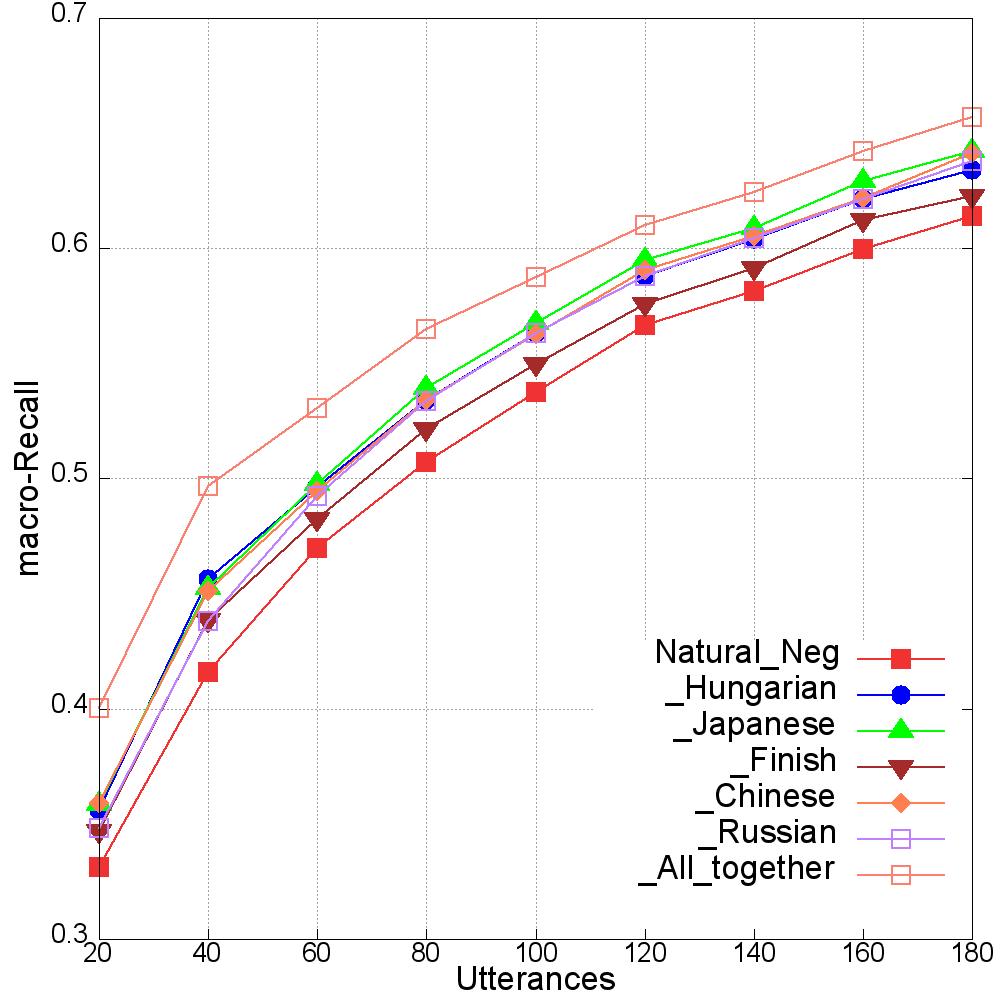 0.7
0.6
0.5
0.4
0.3
macro-Recall
Natural_Neg
_Hungarian
_Japanese
_Finish
_Chinese
_Russian
_All_together
20 40 60 80 100 120 140 160 180
Utterances